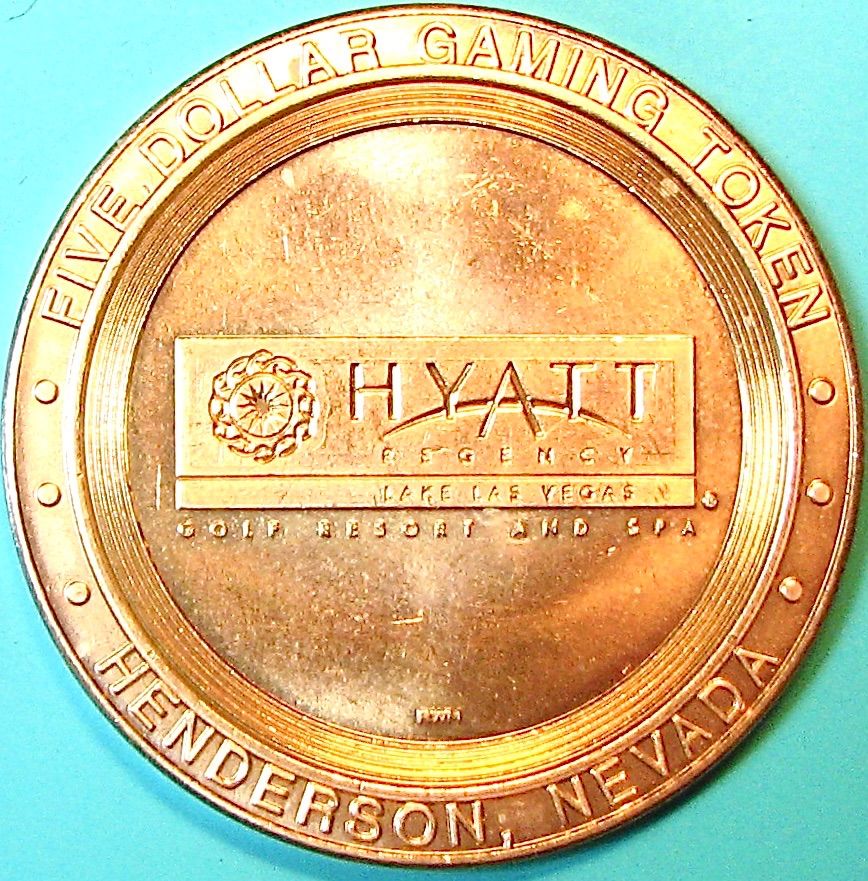 FIVE DOLLAR GAMING TOKEN
HYATT
REGENCY
LAKE LAS VEGAS
GOLF RESORT AND SPA
HENDERSON, NEVADA